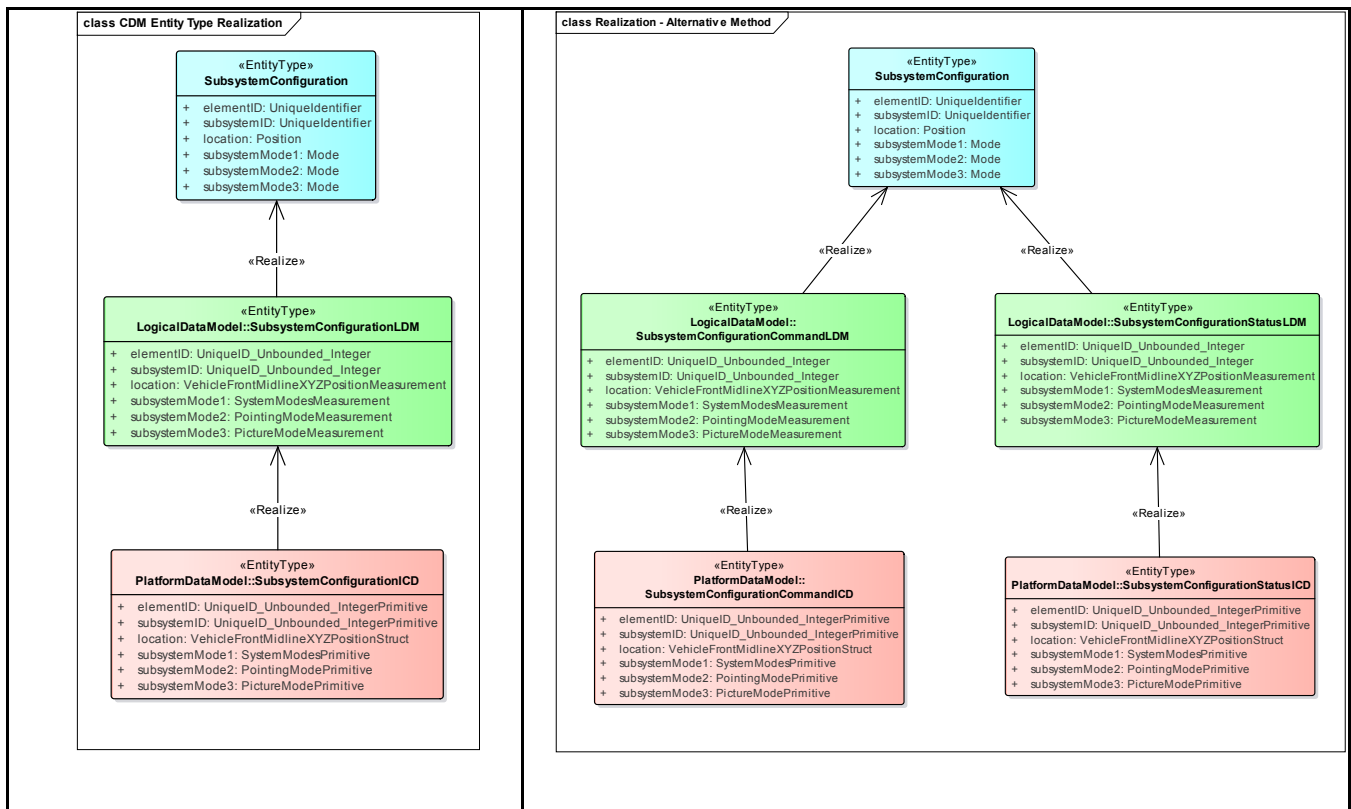 class CDM Entity Type Realization
«EntityType»
SubsystemConfiguration
+ elementID: UniqueIdentifier
+ subsystemID: UniqueIdentifier
+ location: Position
+ subsystemMode1: Mode
+ subsystemMode2: Mode
+ subsystemMode3: Mode
«Realize»
«EntityType»
LogicalDataModel::SubsystemConfigurationLDM
+ elementID: UniqueID_Unbounded_Integer
+ subsystemID: UniqueID_Unbounded_Integer
+ location: VehicleFrontMidlineXYZPositionMeasurement
+ subsystemMode1: SystemModesMeasurement
+ subsystemMode2: PointingModeMeasurement
+ subsystemMode3: PictureModeMeasurement
«Realize»
«EntityType»
PlatformDataModel::SubsystemConfigurationICD
+ elementID: UniqueID_Unbounded_IntegerPrimitive
+ subsystemID: UniqueID_Unbounded_IntegerPrimitive
+ location: VehicleFrontMidlineXYZPositionStruct
+ subsystemMode1: SystemModesPrimitive
+ subsystemMode2: PointingModePrimitive
+ subsystemMode3: PictureModePrimitive
class Realization - Alternative Method
«EntityType»
SubsystemConfiguration
+ elementID: UniqueIdentifier
+ subsystemID: UniqueIdentifier
+ location: Position
+ subsystemMode1: Mode
+ subsystemMode2: Mode
+ subsystemMode3: Mode
«Realize»
«Realize»
«EntityType»
LogicalDataModel::
SubsystemConfigurationCommandLDM
+ elementID: UniqueID_Unbounded_Integer
+ subsystemID: UniqueID_Unbounded_Integer
+ location: VehicleFrontMidlineXYZPositionMeasurement
+ subsystemMode1: SystemModesMeasurement
+ subsystemMode2: PointingModeMeasurement
+ subsystemMode3: PictureModeMeasurement
«EntityType»
LogicalDataModel::SubsystemConfigurationStatusLDM
+ elementID: UniqueID_Unbounded_Integer
+ subsystemID: UniqueID_Unbounded_Integer
+ location: VehicleFrontMidlineXYZPositionMeasurement
+ subsystemMode1: SystemModesMeasurement
+ subsystemMode2: PointingModeMeasurement
+ subsystemMode3: PictureModeMeasurement
«Realize»
«Realize»
«EntityType»
PlatformDataModel::
SubsystemConfigurationCommandICD
+ elementID: UniqueID_Unbounded_IntegerPrimitive
+ subsystemID: UniqueID_Unbounded_IntegerPrimitive
+ location: VehicleFrontMidlineXYZPositionStruct
+ subsystemMode1: SystemModesPrimitive
+ subsystemMode2: PointingModePrimitive
+ subsystemMode3: PictureModePrimitive
«EntityType»
PlatformDataModel::SubsystemConfigurationStatusICD
+ elementID: UniqueID_Unbounded_IntegerPrimitive
+ subsystemID: UniqueID_Unbounded_IntegerPrimitive
+ location: VehicleFrontMidlineXYZPositionStruct
+ subsystemMode1: SystemModesPrimitive
+ subsystemMode2: PointingModePrimitive
+ subsystemMode3: PictureModePrimitive